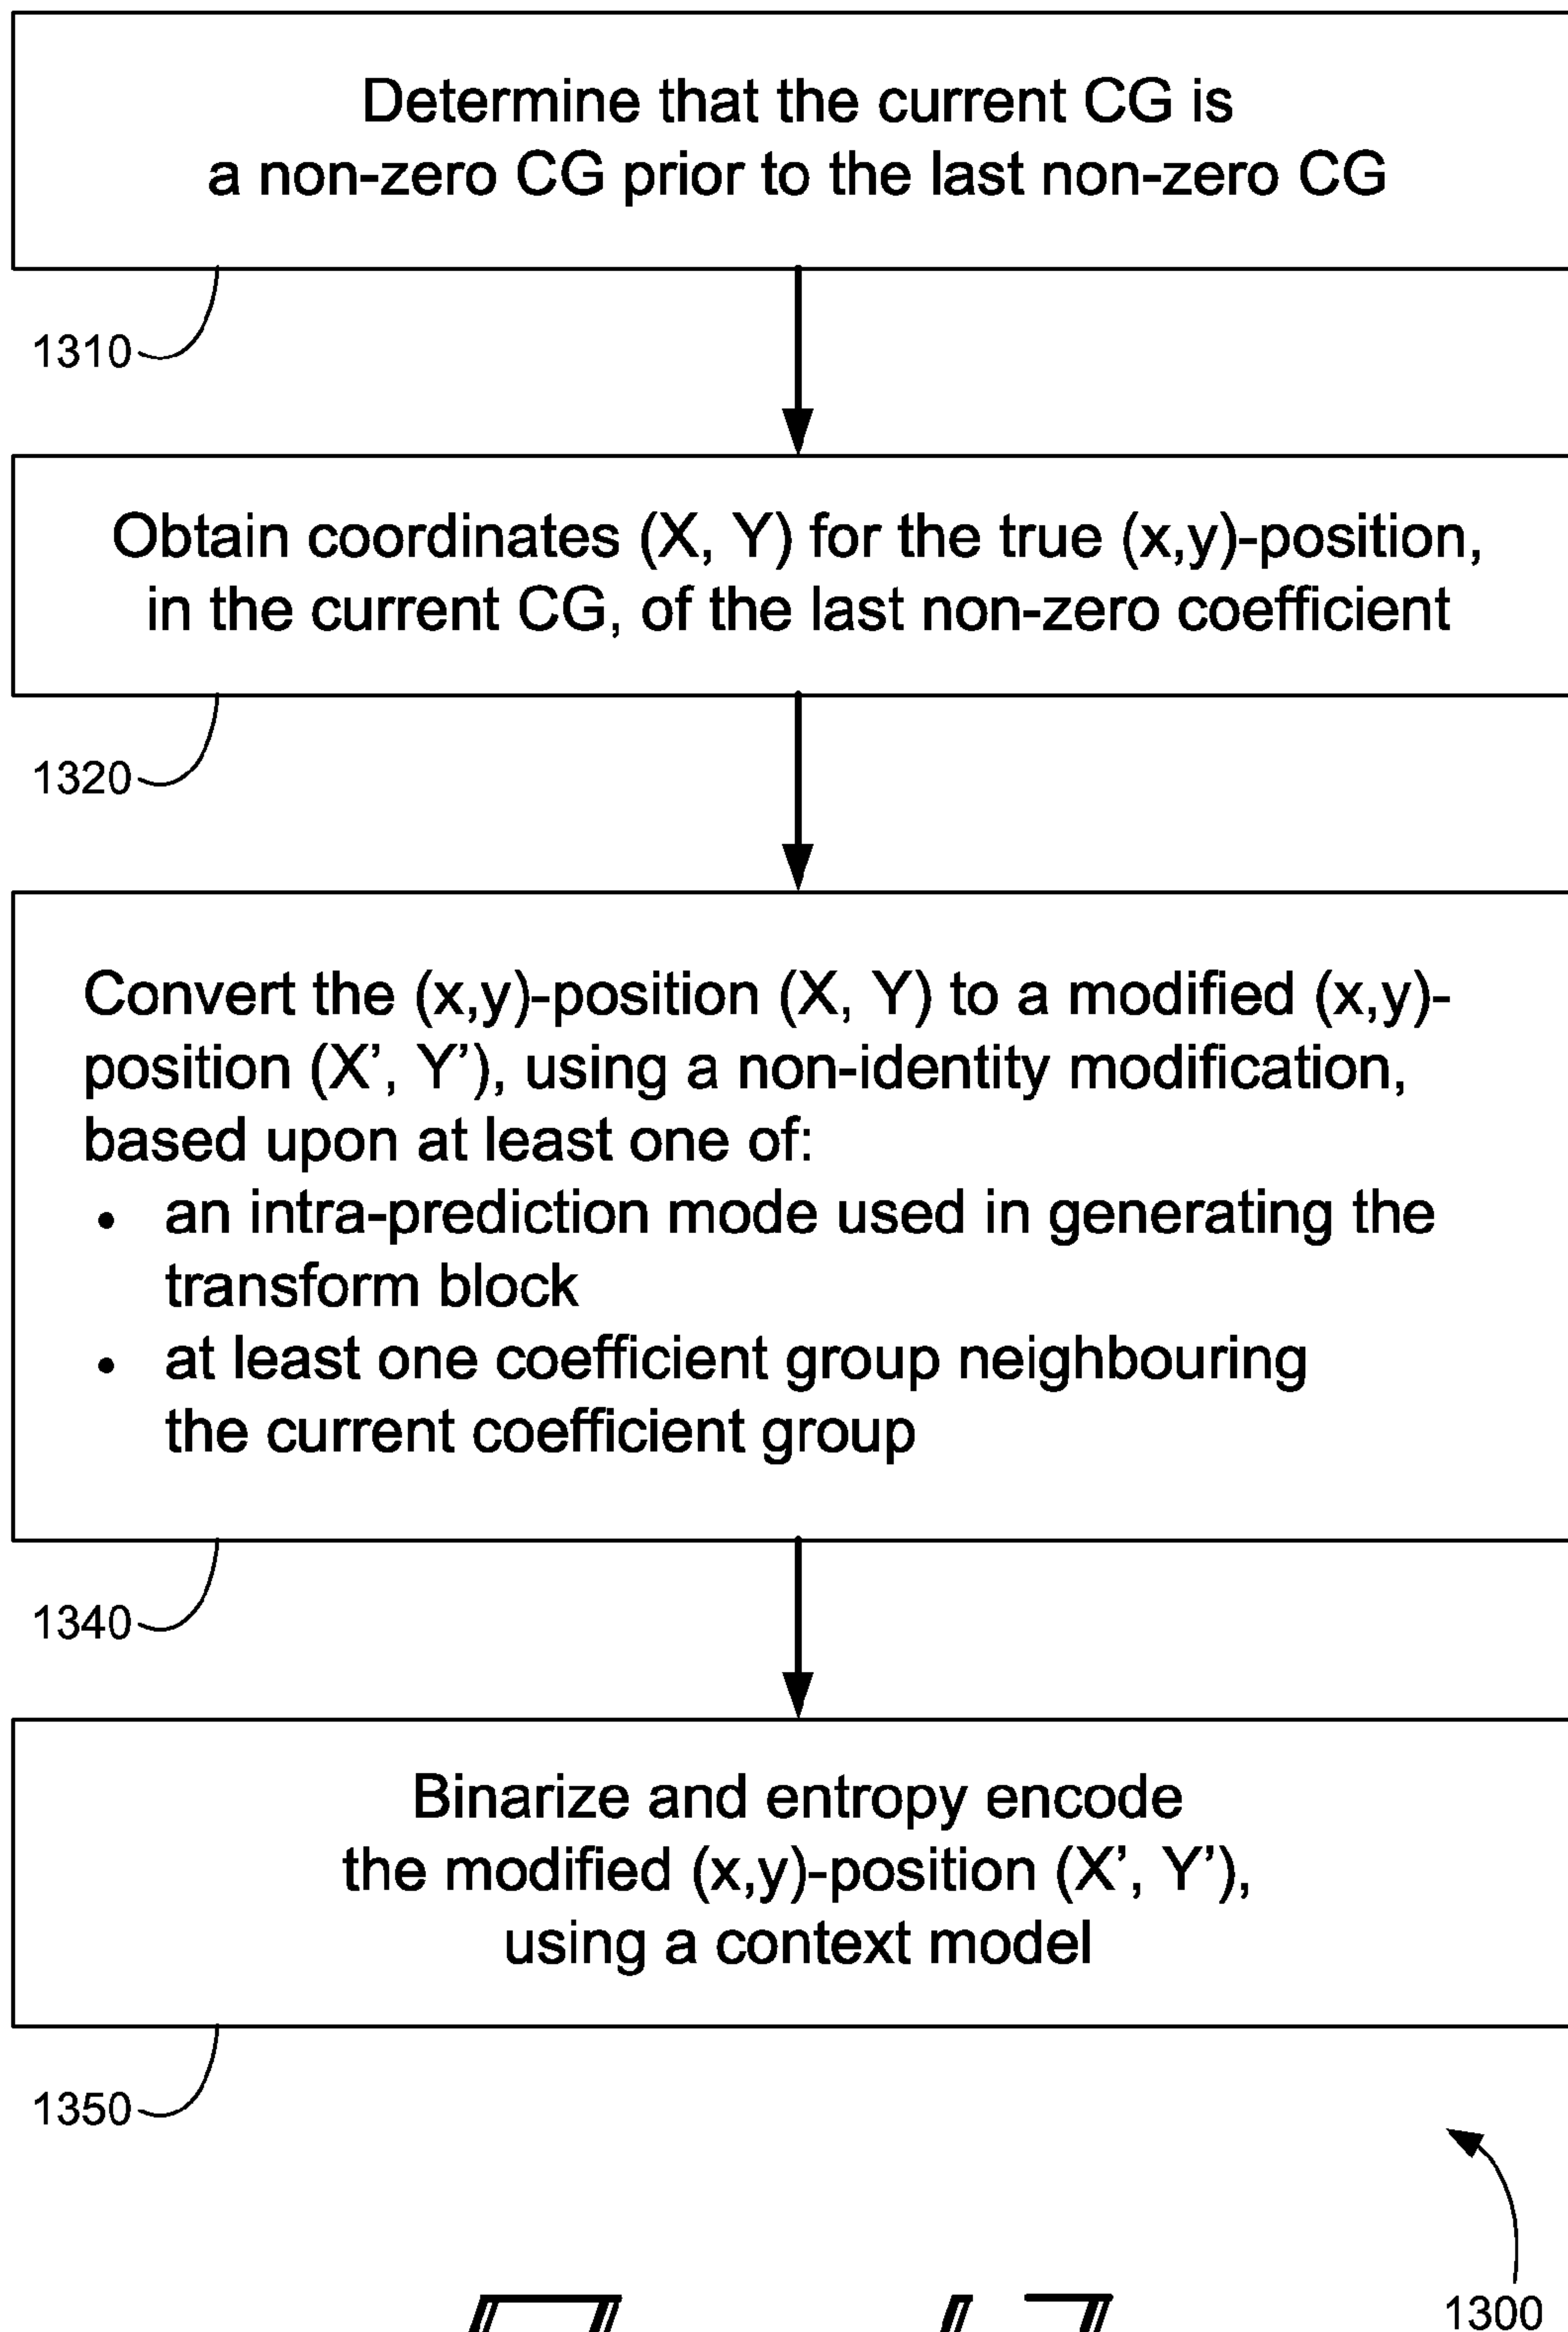 Determine that the current CG is
a non-zero CG prior to the last non-zero CG
1310
Obtain coordinates (X, Y) for the true (x,y)-position,
in the current CG, of the last non-zero coefficient
1320
Convert the (x,y)-position (X, Y) to a modified (x,y)-
position (X’, Y’), using a non-identity modification,
based upon at least one of:
• an intra-prediction mode used in generating the
transform block
• at least one coefficient group neighbouring
the current coefficient group
1340
Binarize and entropy encode
the modified (x,y)-position (X’, Y’),
using a context model
1350
1300